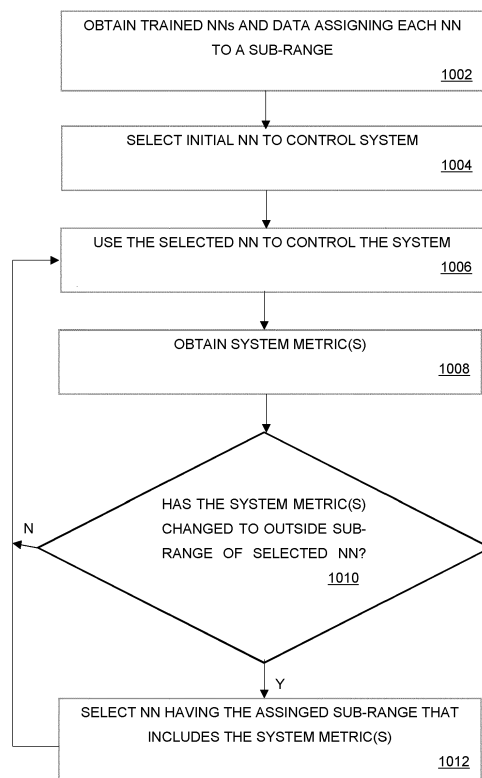 OBTAIN TRAINED NNs AND DATA ASSIGNING EACH NN
TO A SUB-RANGE
1002
SELECT INITIAL NN TO CONTROL SYSTEM
1004
USE THE SELECTED NN TO CONTROL THE SYSTEM
1006
OBTAIN SYSTEM METRIC(S)
1008
HAS THE SYSTEM METRIC(S)
CHANGED TO OUTSIDE SUB-
RANGE OF SELECTED NN?
1010
N
Y
SELECT NN HAVING THE ASSINGED SUB-RANGE THAT
INCLUDES THE SYSTEM METRIC(S)
1012